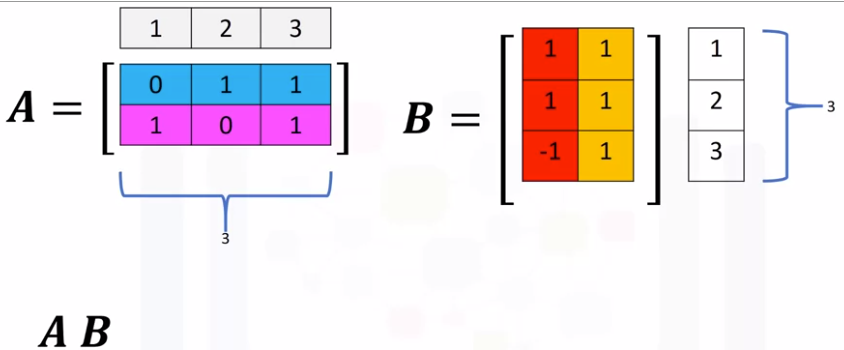 1 2 3
A = [ 0 1 1
1 0 1 ]
3
B = [ 1 1
1 1
-1 1 ]
1
2
3
3
A B